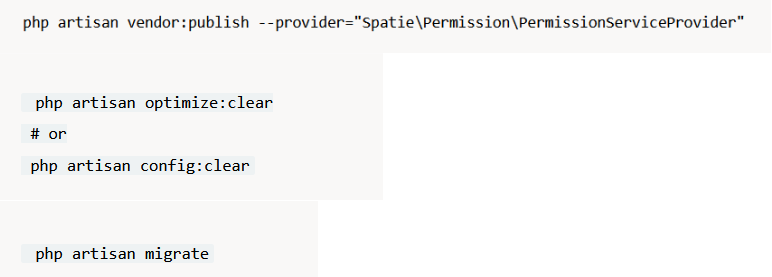 php artisan vendor:publish --provider="Spatie\Permission\PermissionServiceProvider"
php artisan optimize:clear
# or
php artisan config:clear
php artisan migrate